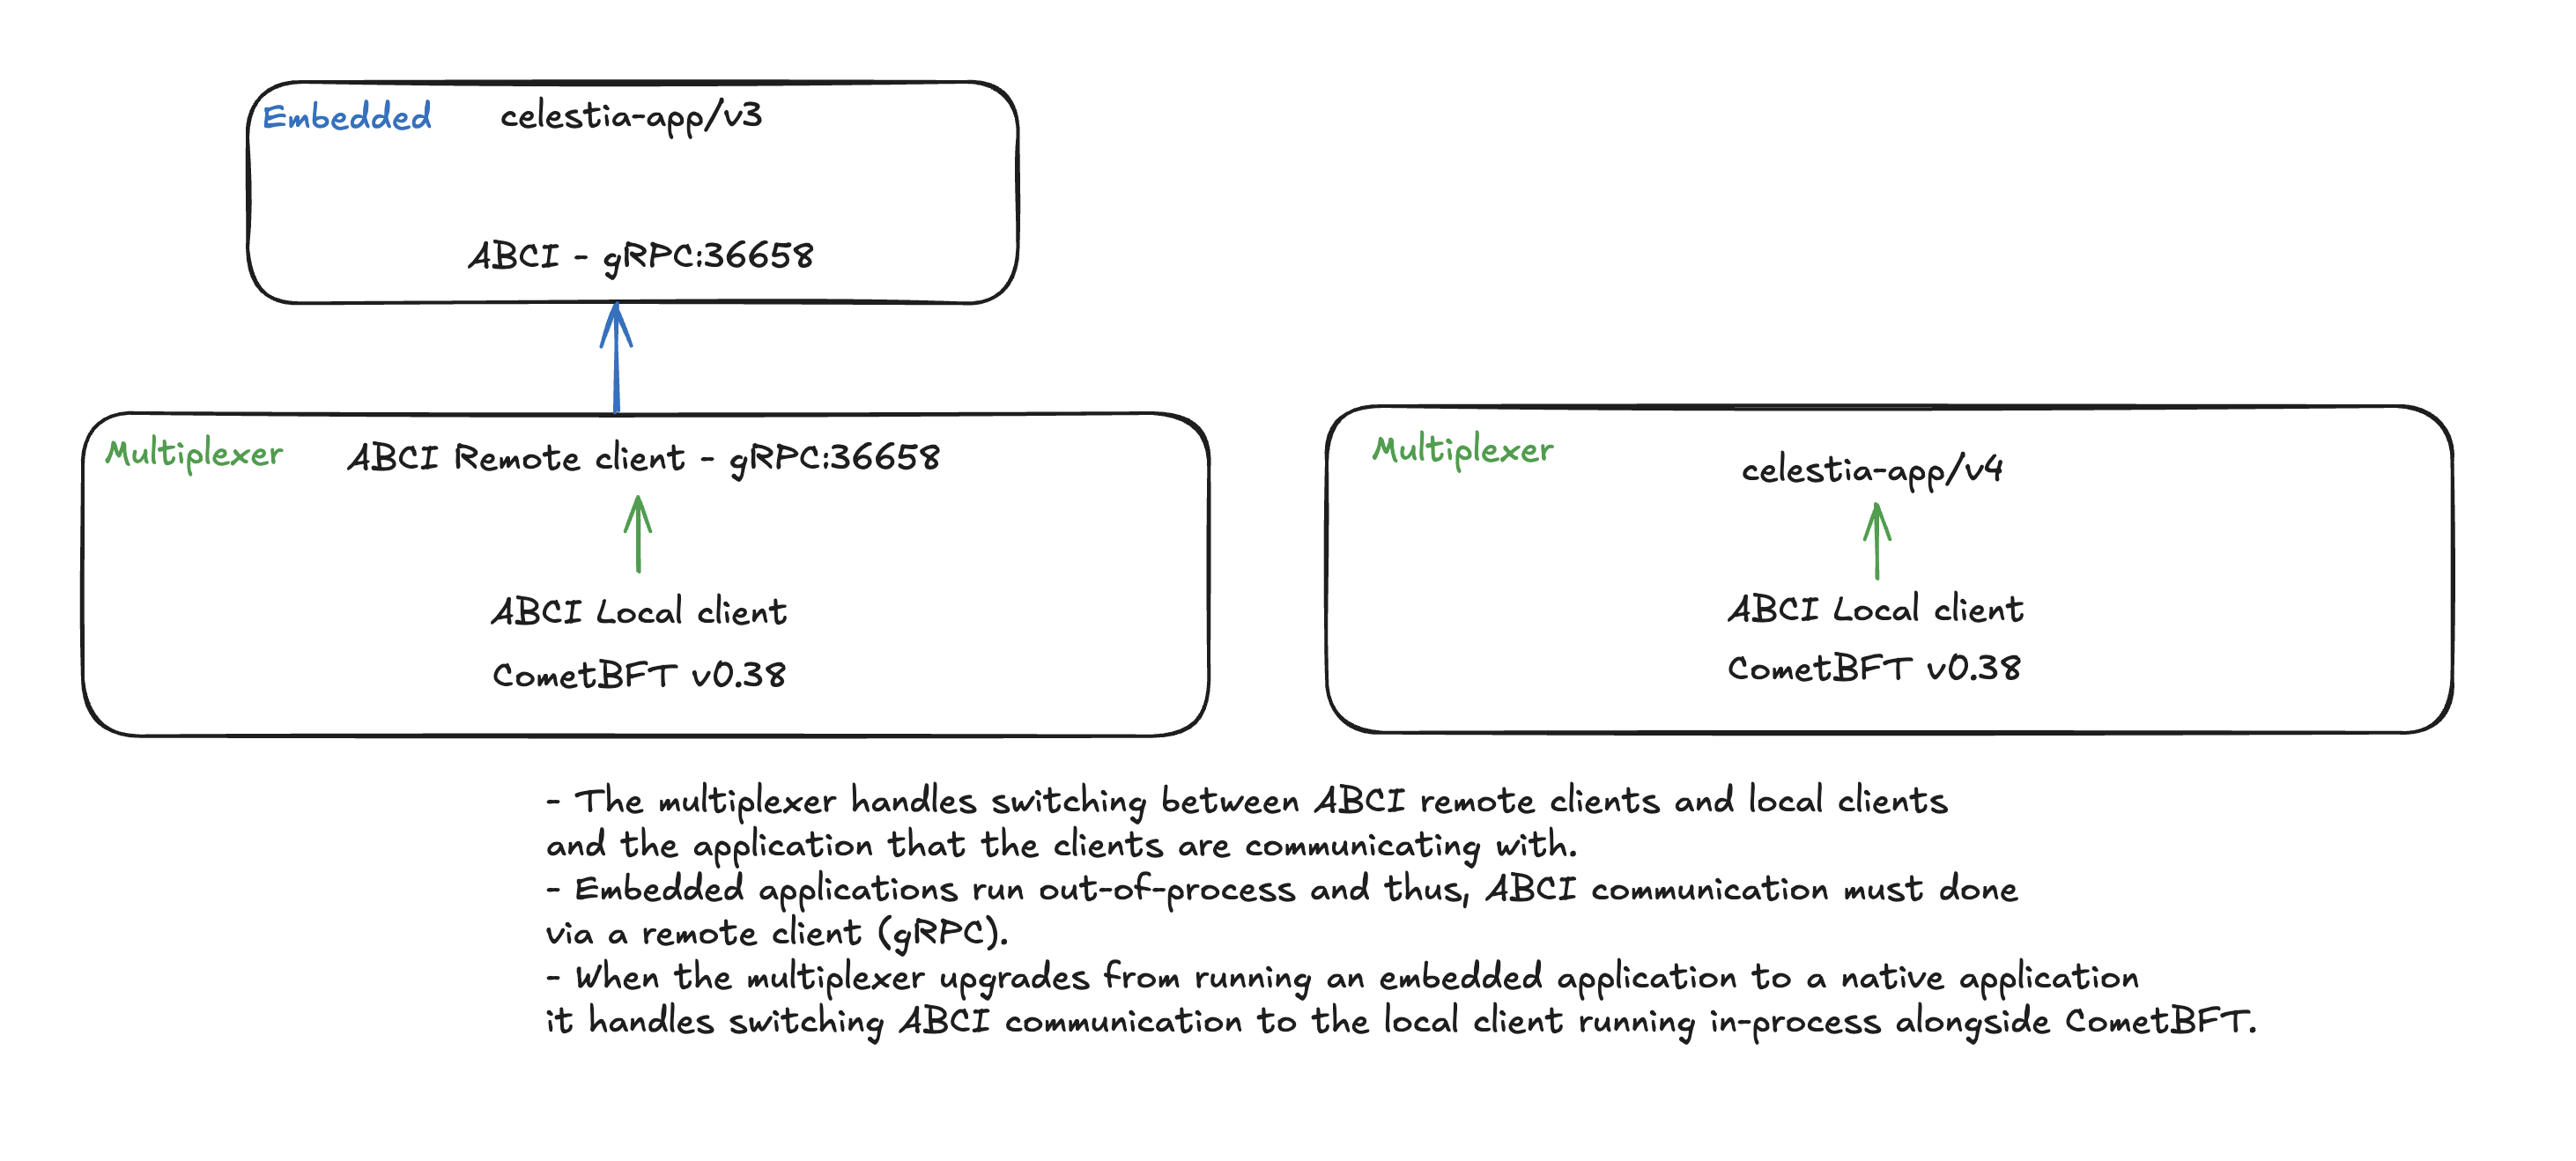 Embedded celestia-app/v3
ABCI - gRPC:36658
Multiplexer ABCI Remote client - gRPC:36658
ABCI Local client
CometBFT v0.38
Multiplexer
celestia-app/v4
ABCI Local client
CometBFT v0.38
- The multiplexer handles switching between ABCI remote clients and local clients
and the application that the clients are communicating with.
- Embedded applications run out-of-process and thus, ABCI communication must done
via a remote client (gRPC).
- When the multiplexer upgrades from running an embedded application to a native application
it handles switching ABCI communication to the local client running in-process alongside CometBFT.